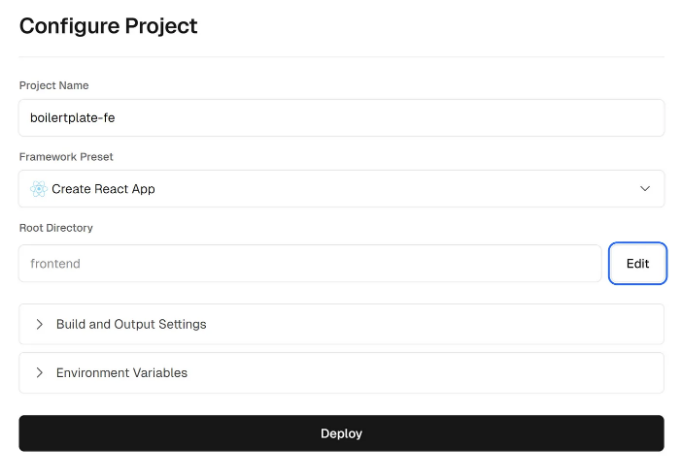 Configure Project
Project Name
boilertplate-fe
Framework Preset
Create React App
Root Directory
frontend
Edit
Build and Output Settings
Environment Variables
Deploy